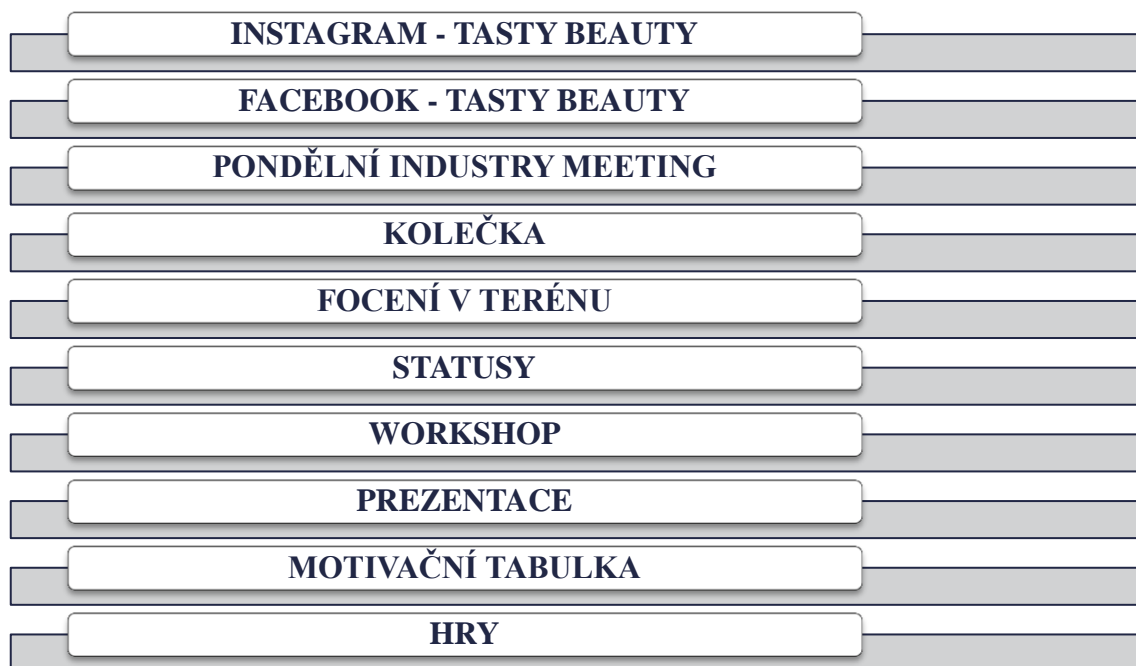 INSTAGRAM - TASTY BEAUTY
FACEBOOK - TASTY BEAUTY
PONDĚLNÍ INDUSTRY MEETING
KOLEČKA
FOCENÍ V TERÉNU
STATUSY
WORKSHOP
PREZENTACE
MOTIVAČNÍ TABULKA
HRY